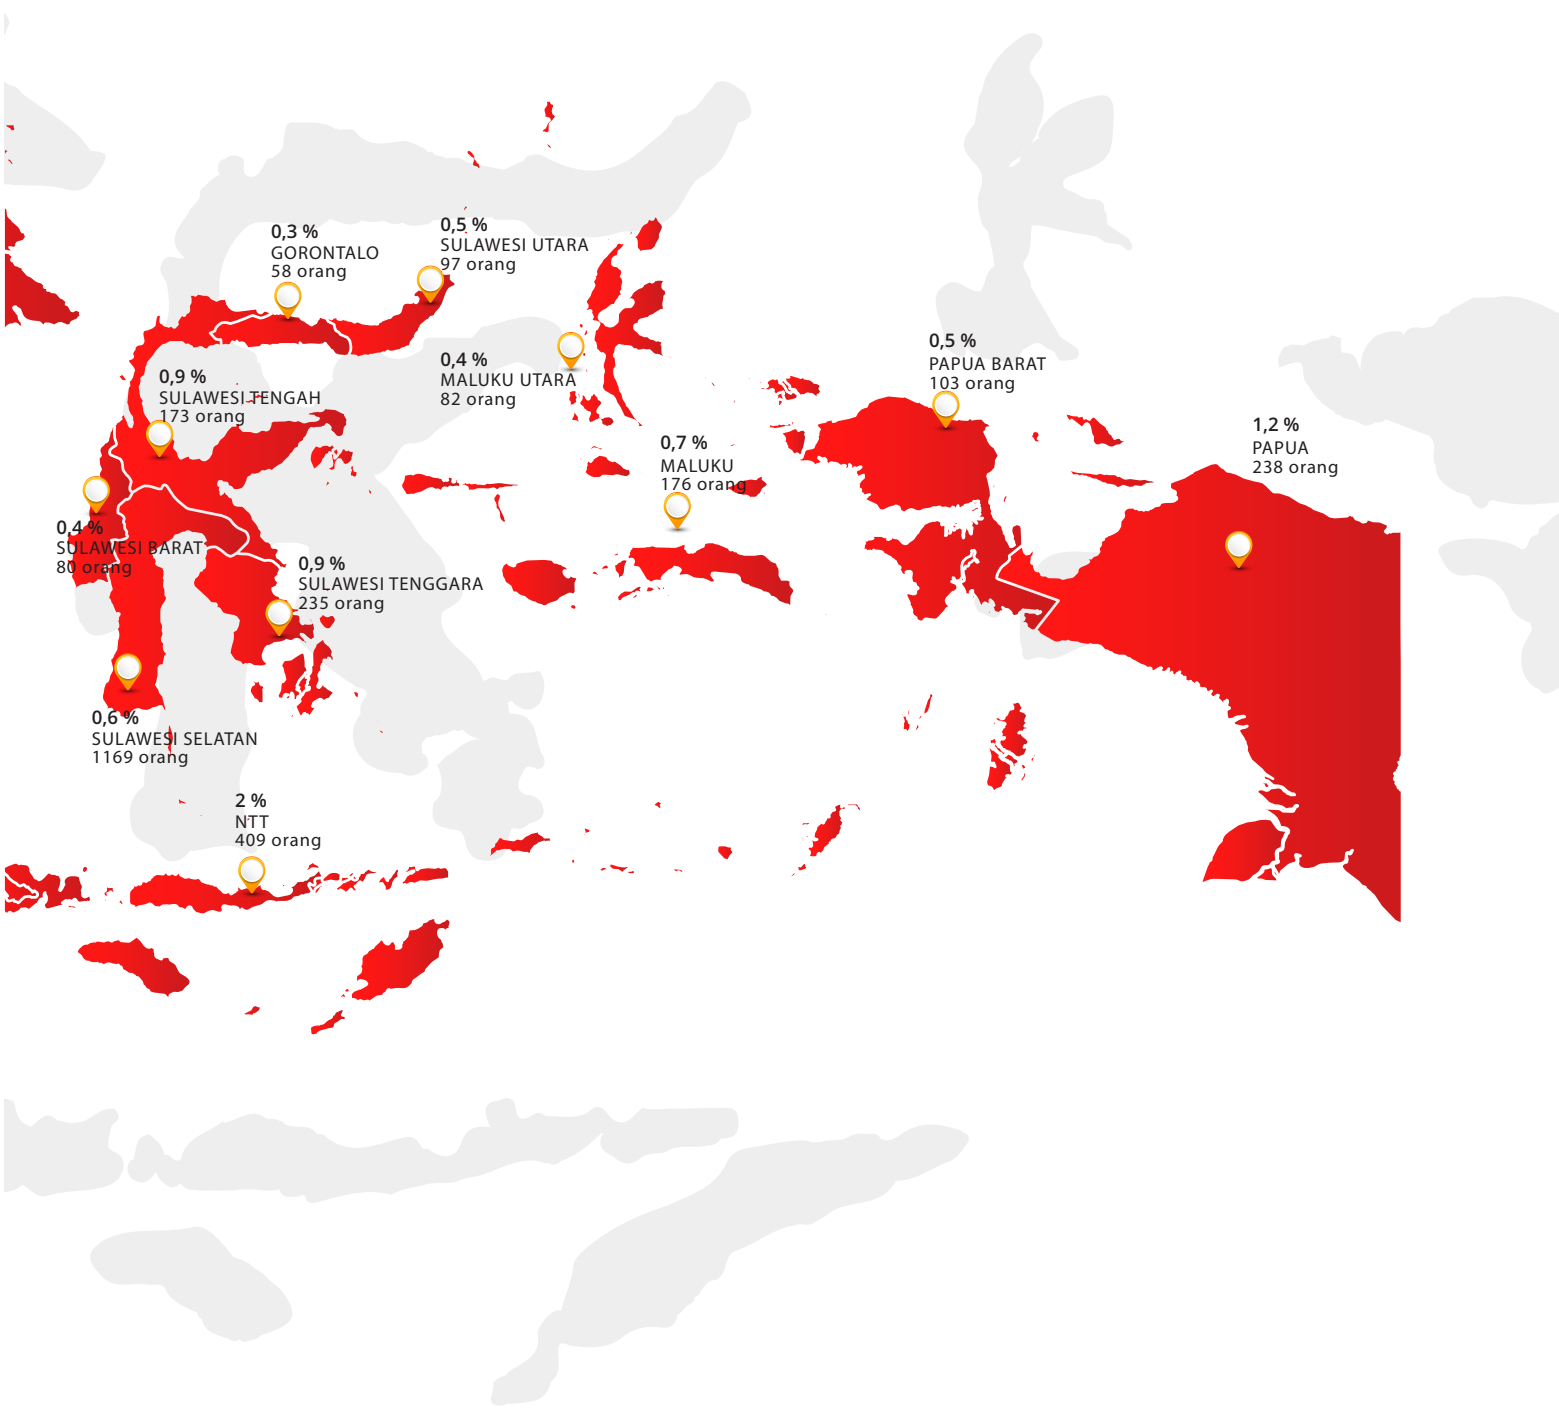 0,3 %
GORONTALO
58 orang
0,5 %
SULAWESI UTARA
97 orang
0,9 %
SULAWESI TENGAH
173 orang
0,4 %
MALUKU UTARA
82 orang
0,5 %
PAPUA BARAT
103 orang
0,7 %
MALUKU
176 orang
1,2 %
PAPUA
238 orang
0,4 %
SULAWESI BARAT
80 orang
0,9 %
SULAWESI TENGGARA
235 orang
0,6 %
SULAWESI SELATAN
1169 orang
2 %
NTT
409 orang